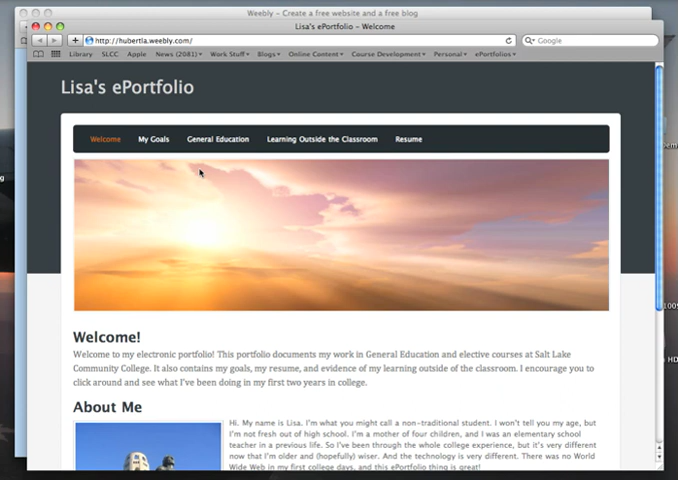 Weebly - Create a free website and a free blog
Lisa's ePortfolio - Welcome
http://hubertla.weebly.com/
Google
Library SLCC Apple News (2081) Work Stuff Blogs Online Content Course Development Personal ePortfolios
Lisa's ePortfolio
Welcome My Goals General Education Learning Outside the Classroom Resume
Welcome!
Welcome to my electronic portfolio! This portfolio documents my work in General Education and elective courses at Salt Lake
Community College. It also contains my goals, my resume, and evidence of my learning outside of the classroom. I encourage you to
click around and see what I've been doing in my first two years in college.
About Me
Hi. My name is Lisa. I'm what you might call a non-traditional student. I won't tell you my age, but
I'm not fresh out of high school. I'm a mother of four children, and I was an elementary school
teacher in a previous life. So I've been through the whole college experience, but it's very different
now that I'm older and (hopefully) wiser. And the technology is very different. There was no World
Wide Web in my first college days, and this ePortfolio thing is great!